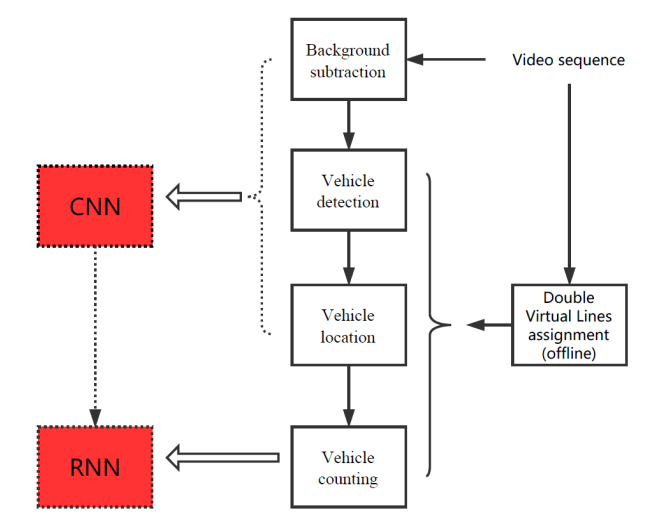 Background
subtraction
Video sequence
Vehicle
detection
CNN
Double
Virtual Lines
assignment
(offline)
Vehicle
location
RNN
Vehicle
counting